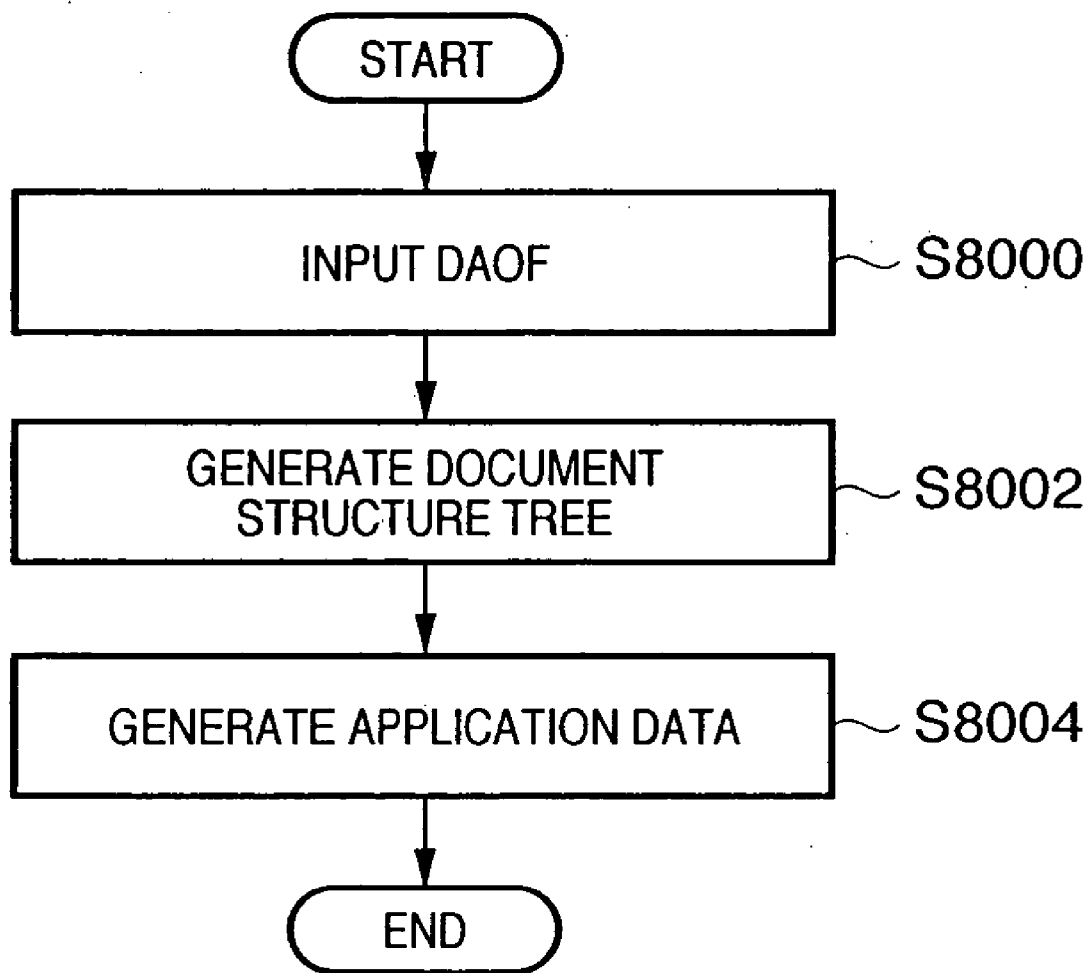 START
INPUT DAOF
S8000
GENERATE DOCUMENT
STRUCTURE TREE
S8002
GENERATE APPLICATION DATA
S8004
END